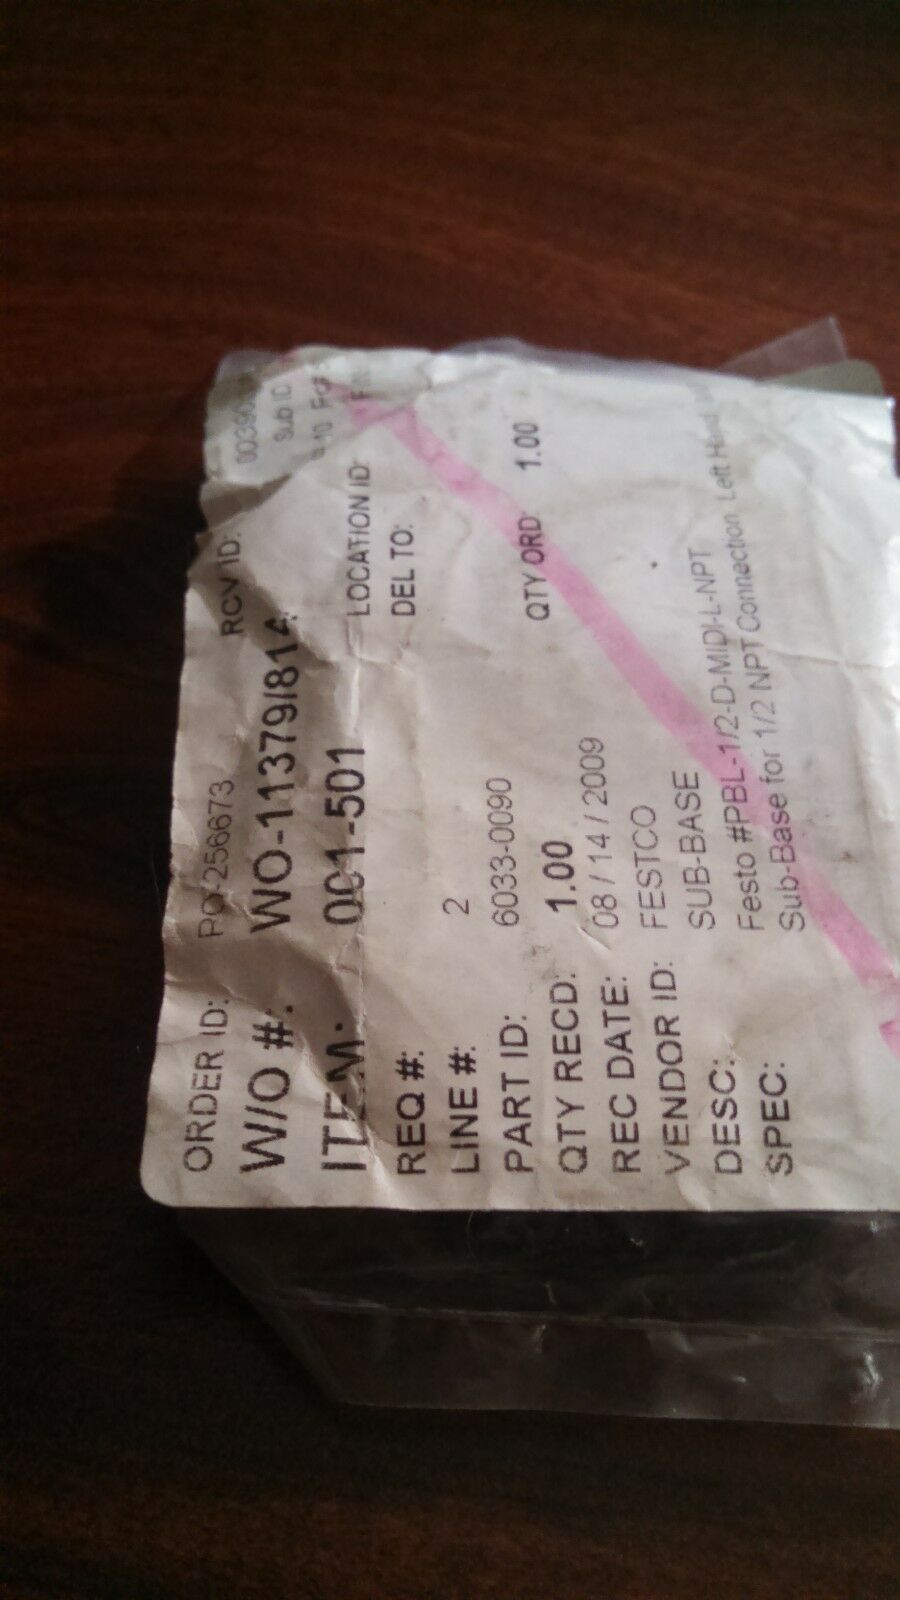 ORDER ID: PO-256673 RCV ID:
W/O #: WO-11379/814 Sub ID
ITEM: 001-501
LOCATION ID:
REQ #: DEL TO:
LINE #: 2
PART ID: 6033-0090
QTY RECD: 1.00 QTY ORD: 1.00
REC DATE: 08 / 14 / 2009
VENDOR ID: FESTCO
DESC: SUB-BASE
SPEC: Festo #PBL-1/2-D-MIDI-L-NPT
Sub-Base for 1/2 NPT Connection, Left Hand